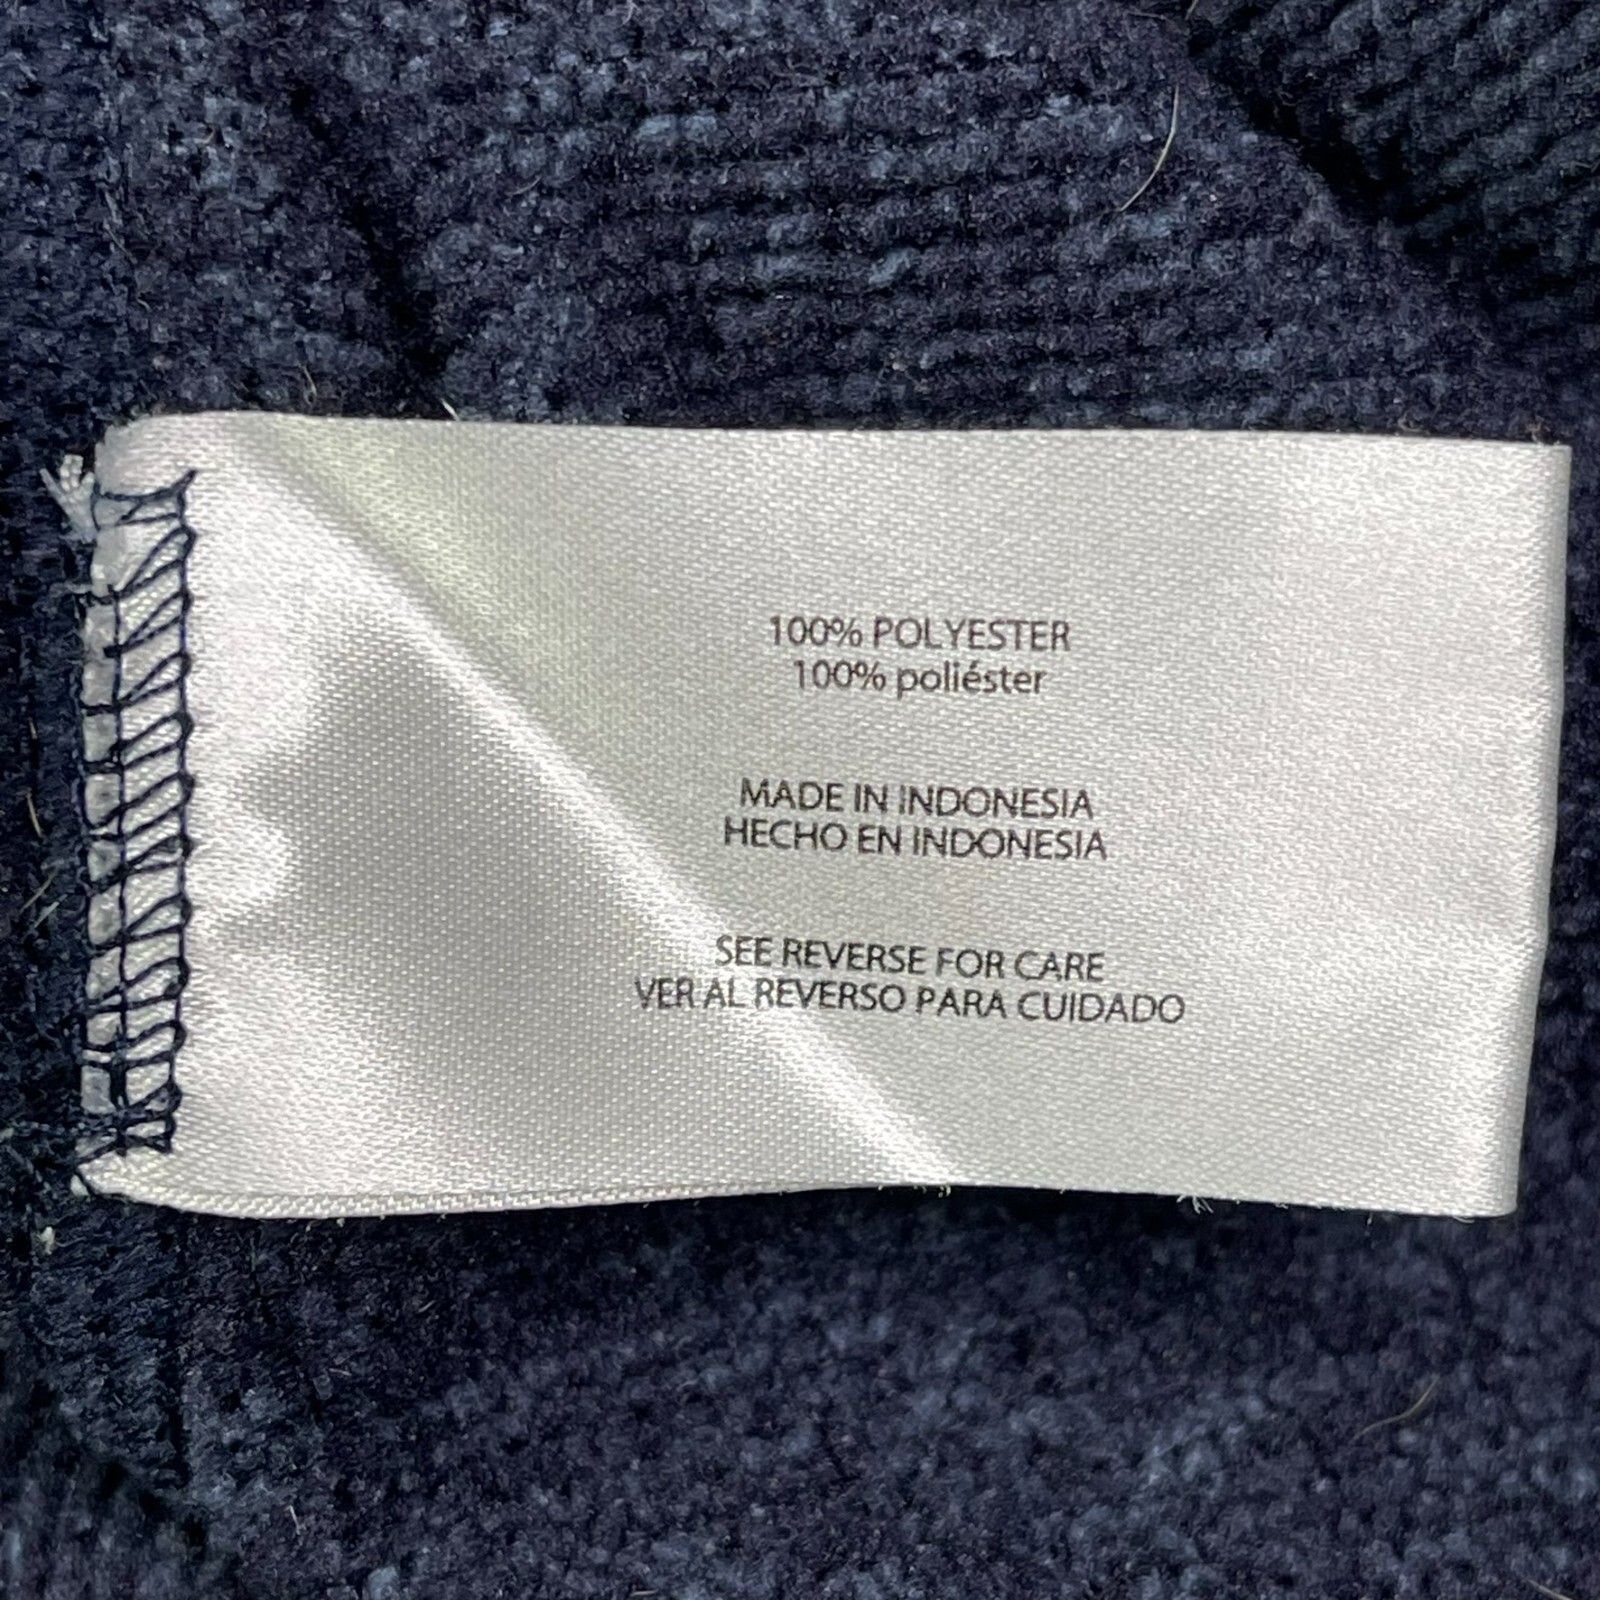 100% POLYESTER
100% poliéster
MADE IN INDONESIA
HECHO EN INDONESIA
SEE REVERSE FOR CARE
VER AL REVERSO PARA CUIDADO